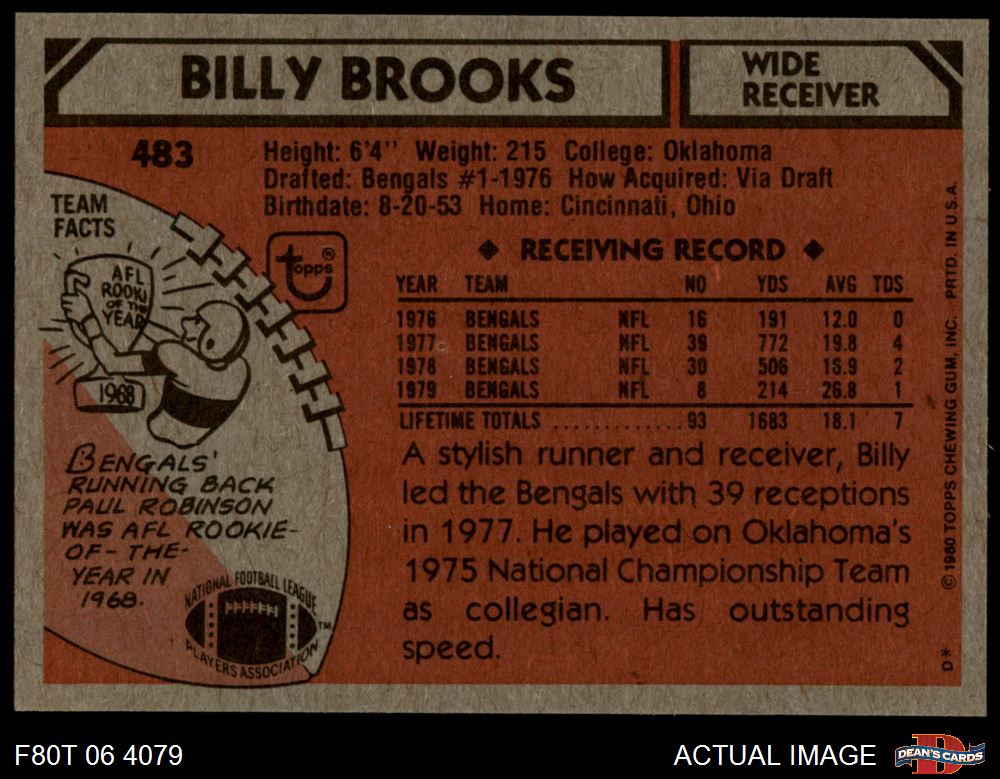 BILLY BROOKS
WIDE
RECEIVER
483
Height: 6'4" Weight: 215 College: Oklahoma
Drafted: Bengals #1-1976 How Acquired: Via Draft
Birthdate: 8-20-53 Home: Cincinnati, Ohio
TEAM
FACTS
AFL
ROOKI
OF THE
YEAR
1968
BENGALS'
RUNNING BACK
PAUL ROBINSON
WAS AFL ROOKIE-
OF-THE-
YEAR IN
1968.
topps®
NATIONAL FOOTBALL LEAGUE
PLAYERS ASSOCIATION
TM
◆ RECEIVING RECORD ◆
YEAR TEAM NO YDS AVG TDS
1976 BENGALS NFL 16 191 12.0 0
1977 BENGALS NFL 39 772 19.8 4
1978 BENGALS NFL 30 506 16.9 2
1979 BENGALS NFL 8 214 26.8 1
LIFETIME TOTALS ............. 93 1683 18.1 7
A stylish runner and receiver, Billy
led the Bengals with 39 receptions
in 1977. He played on Oklahoma's
1975 National Championship Team
as collegian. Has outstanding
speed.
D* © 1980 TOPPS CHEWING GUM, INC. PRTD. IN U.S.A.
F80T 06 4079
ACTUAL IMAGE
DEAN'S CARDS